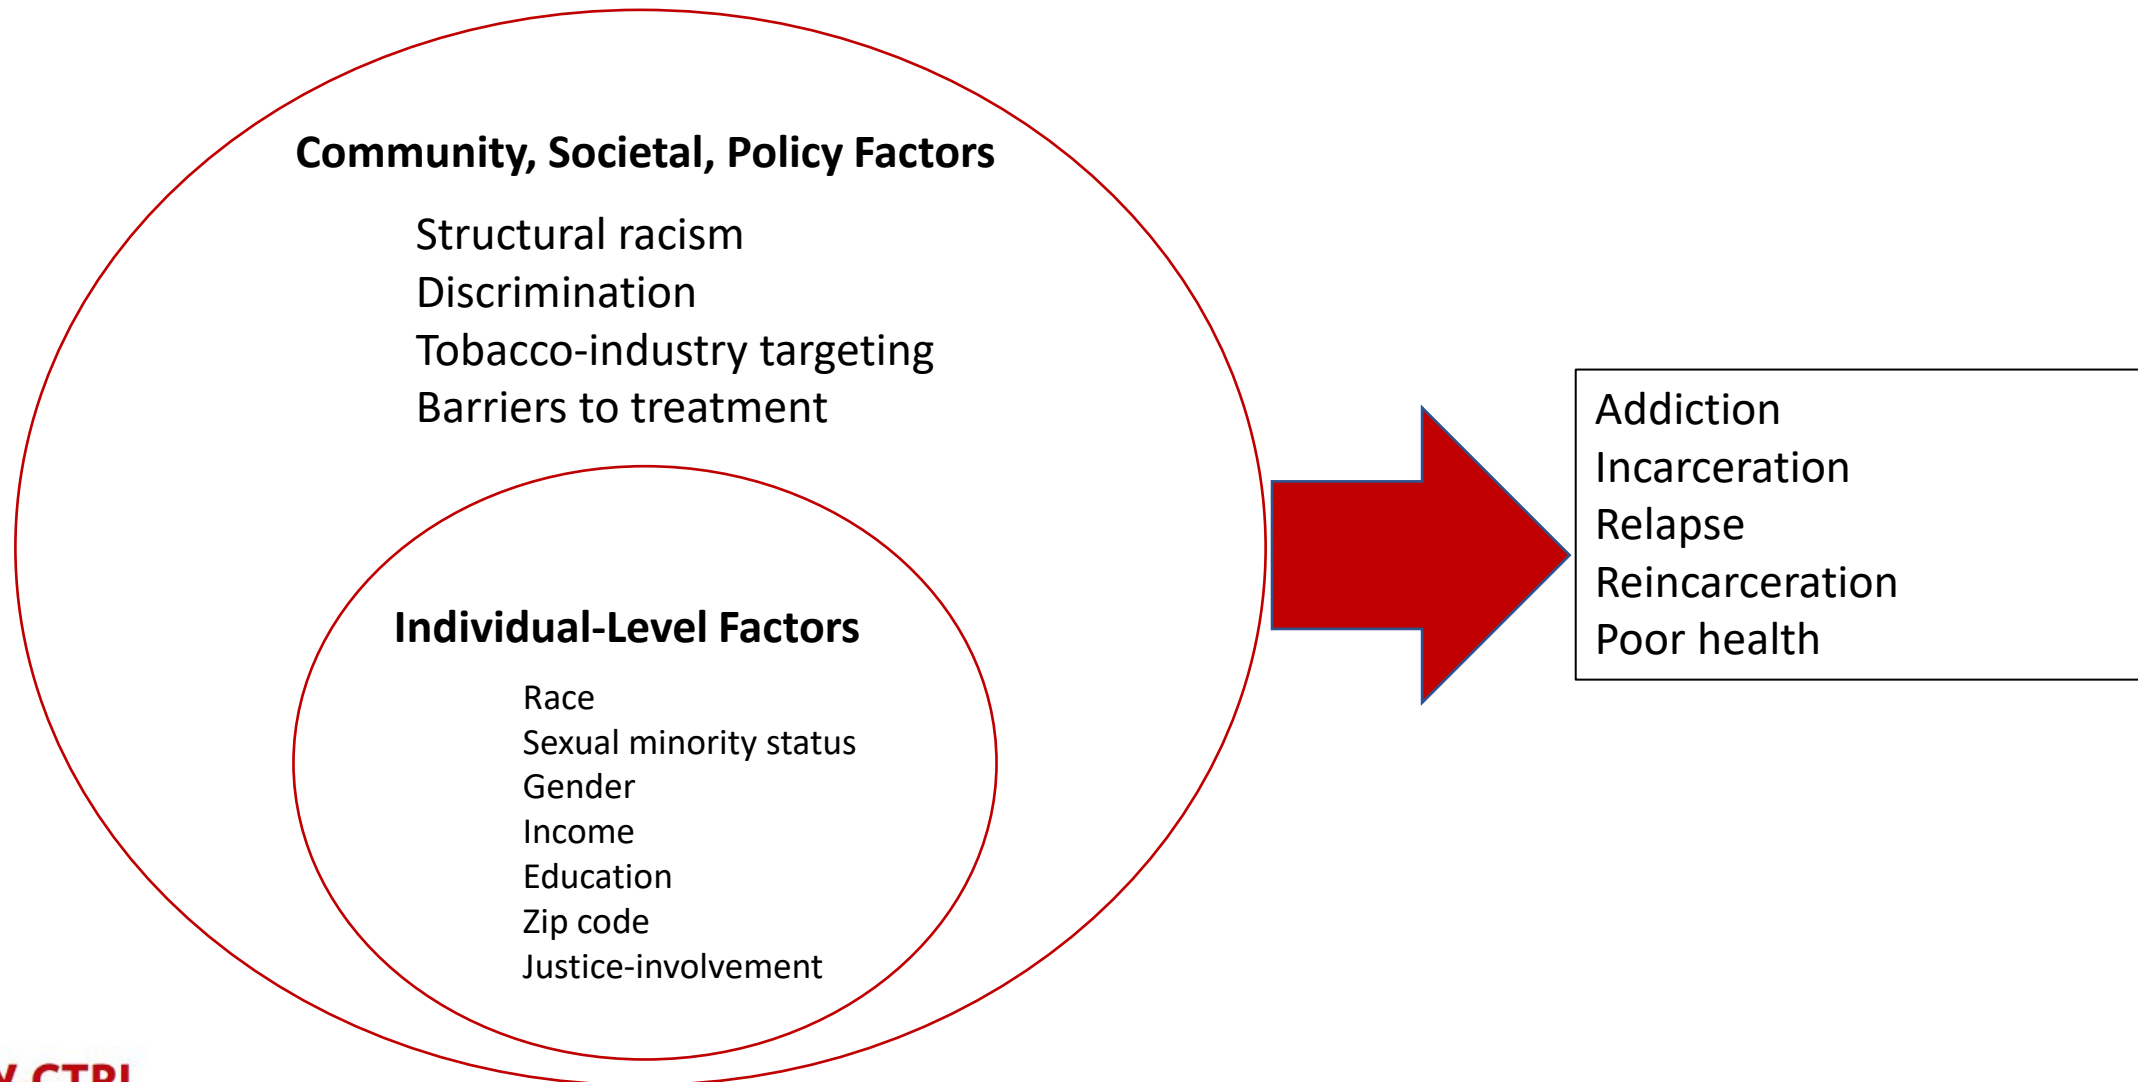 Community, Societal, Policy Factors
Structural racism
Discrimination
Tobacco-industry targeting
Barriers to treatment
Individual-Level Factors
Race
Sexual minority status
Gender
Income
Education
Zip code
Justice-involvement
Addiction
Incarceration
Relapse
Reincarceration
Poor health